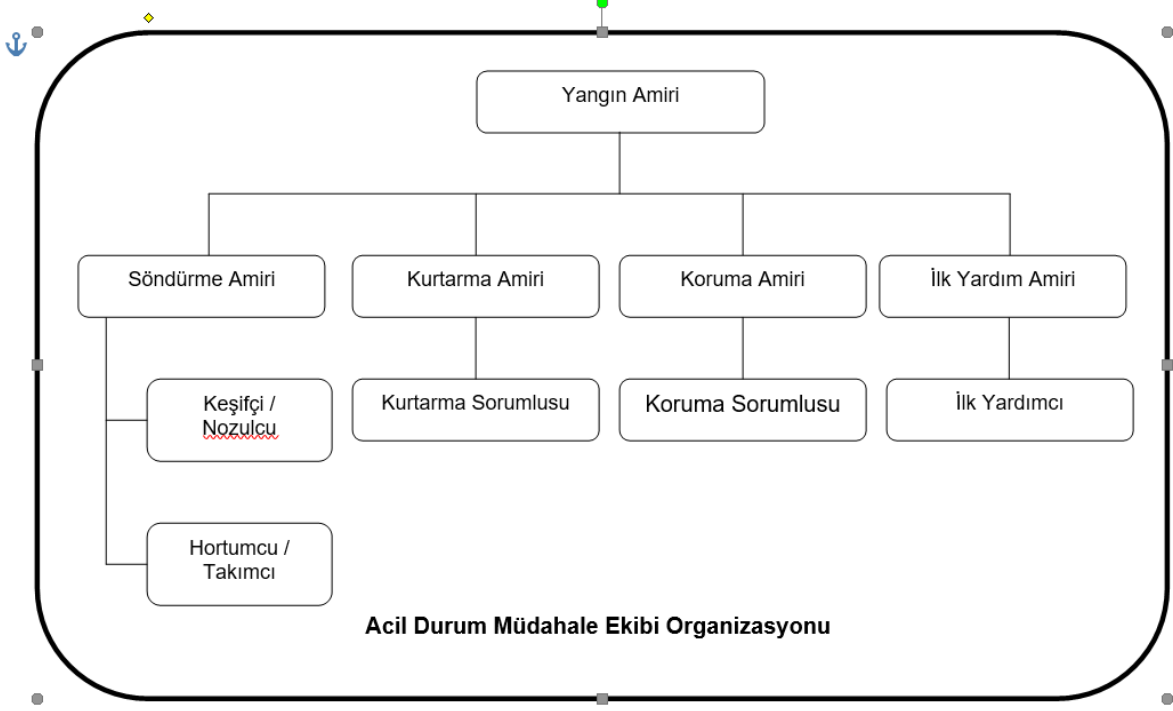 Yangın Amiri
Söndürme Amiri
Kurtarma Amiri
Koruma Amiri
İlk Yardım Amiri
Keşifçi /
Nozulcu
Kurtarma Sorumlusu
Koruma Sorumlusu
İlk Yardımcı
Hortumcu /
Takımcı
Acil Durum Müdahale Ekibi Organizasyonu